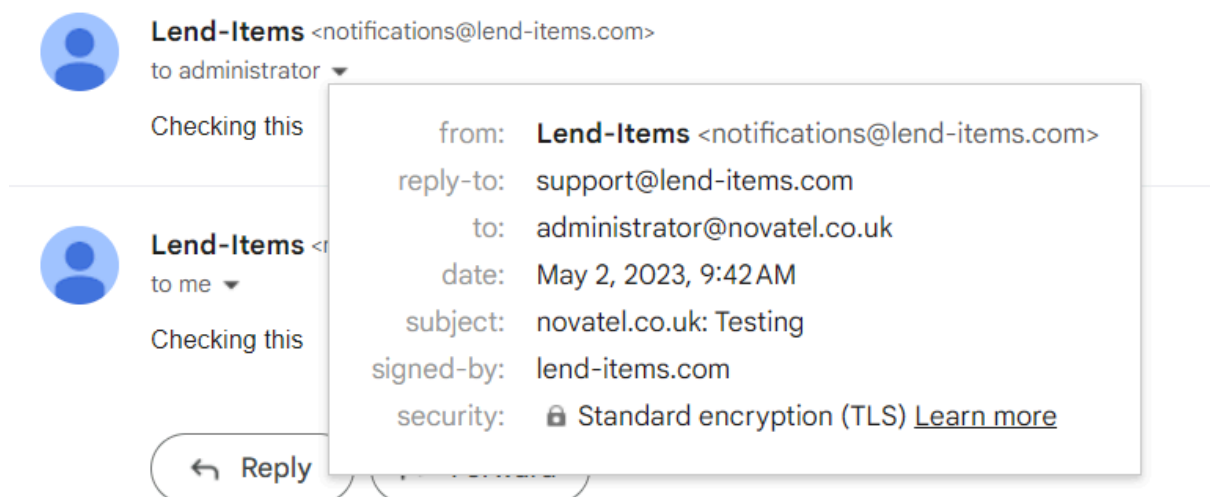 Lend-Items <notifications@lend-items.com>
to administrator
Checking this
from: Lend-Items <notifications@lend-items.com>
reply-to: support@lend-items.com
to: administrator@novatel.co.uk
date: May 2, 2023, 9:42 AM
subject: novatel.co.uk: Testing
signed-by: lend-items.com
security: Standard encryption (TLS) Learn more
Lend-Items
to me
Checking this
Reply